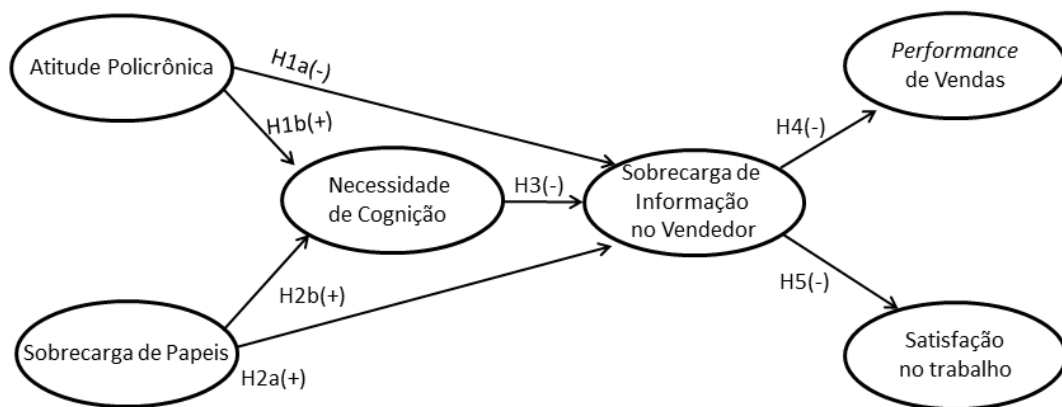 Atitude Policrônica
H1a(-)
H1b(+)
Performance
de Vendas
H4(-)
Necessidade
de Cognição
H3(-)
Sobrecarga de
Informação
no Vendedor
H2b(+)
H5(-)
Sobrecarga de Papeis
H2a(+)
Satisfação
no trabalho